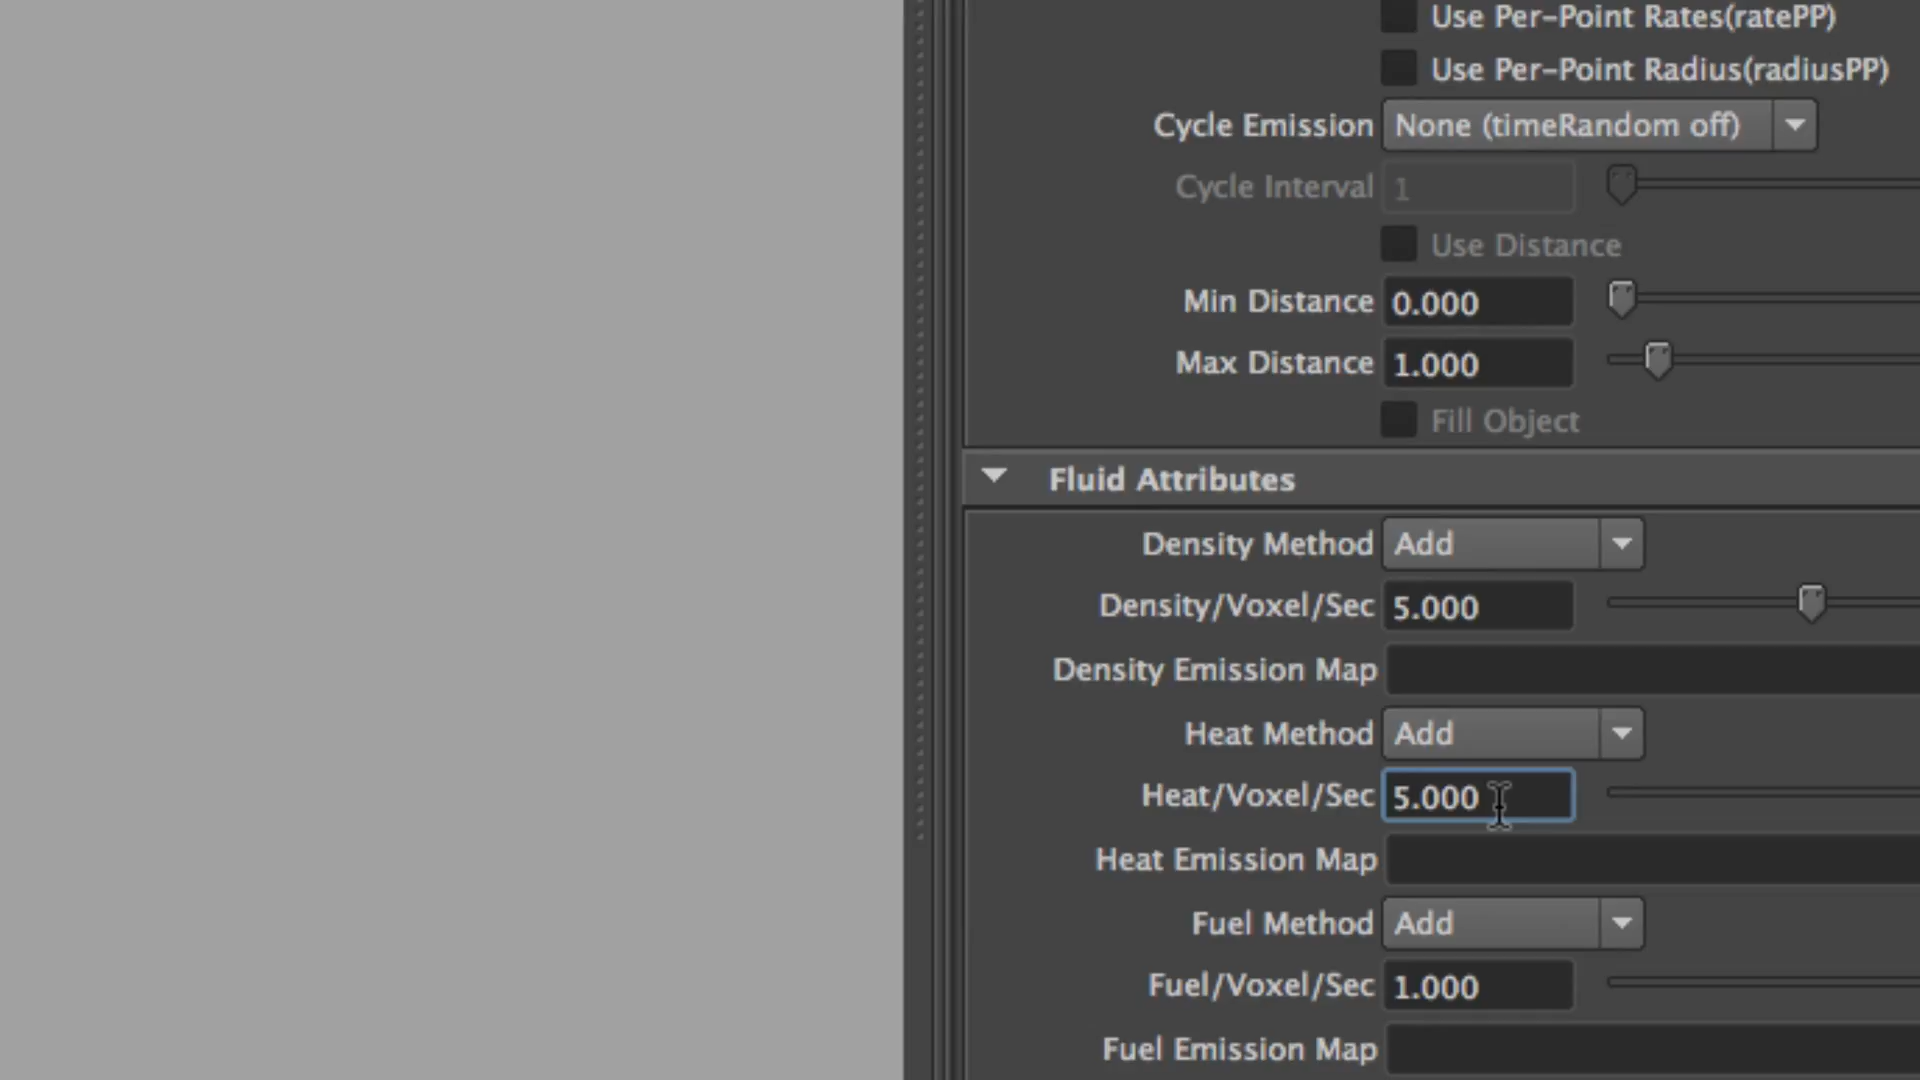 Use Per-Point Rates(ratePP)
Use Per-Point Radius(radiusPP)
Cycle Emission None (timeRandom off)
Cycle Interval 1
Use Distance
Min Distance 0.000
Max Distance 1.000
Fill Object
Fluid Attributes
Density Method Add
Density/Voxel/Sec 5.000
Density Emission Map
Heat Method Add
Heat/Voxel/Sec 5.000
Heat Emission Map
Fuel Method Add
Fuel/Voxel/Sec 1.000
Fuel Emission Map